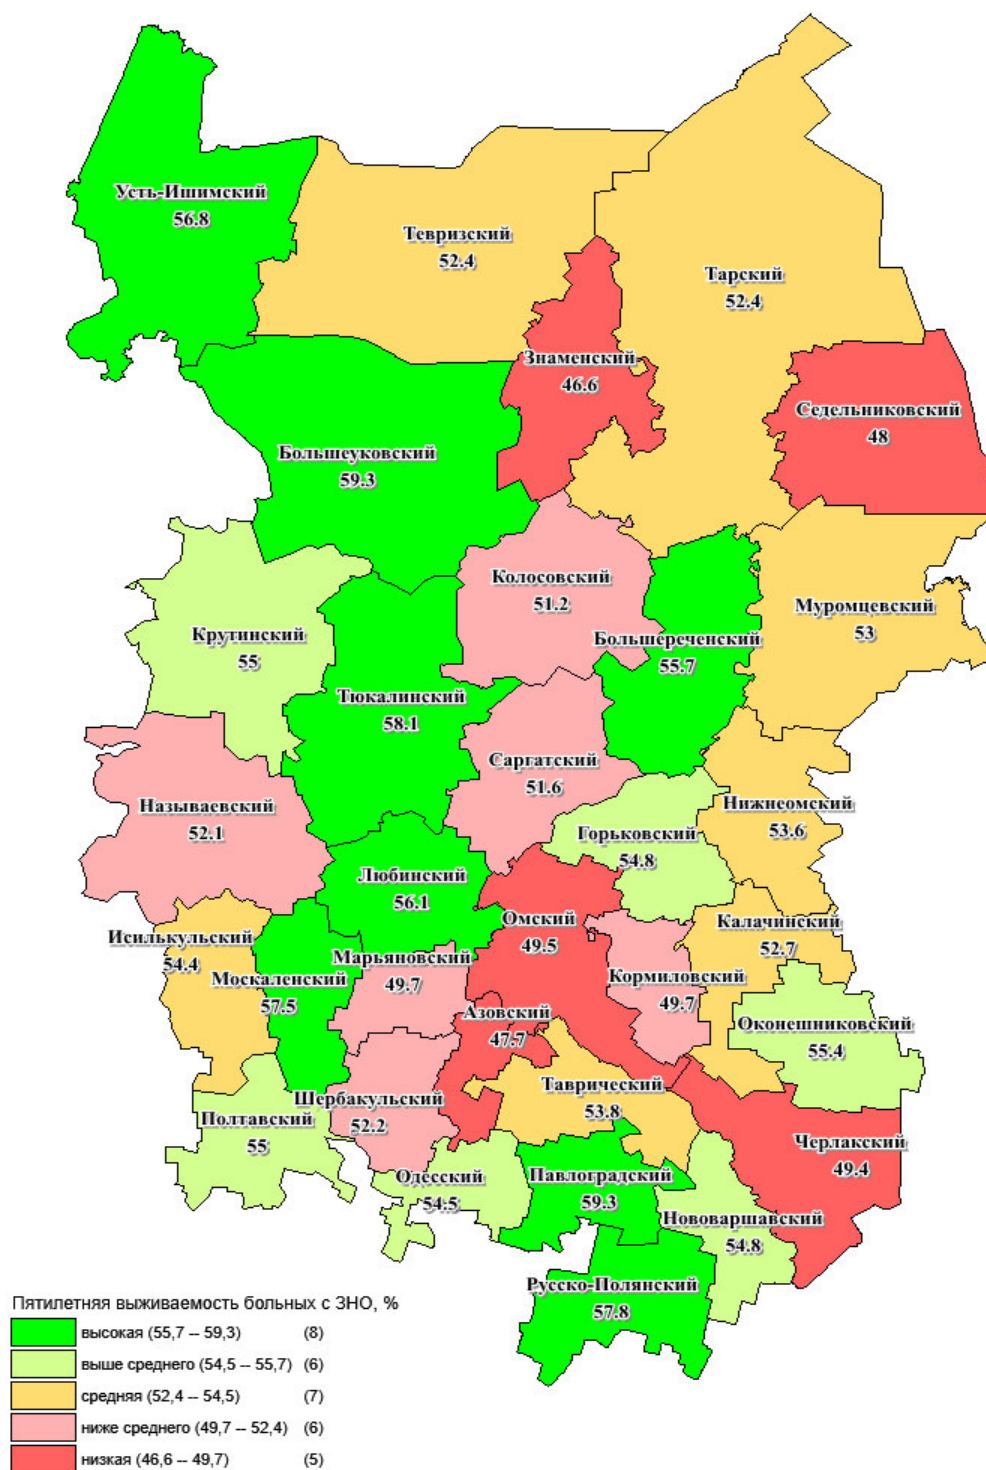 Усть-Ишимский
56.8
Тевризский
52.4
Тарский
52.4
Знаменский
46.6
Седельниковский
48
Большеуковский
59.3
Колосовский
51.2
Муромцевский
53
Крутинский
55
Большереченский
55.7
Тюкалинский
58.1
Саргатский
51.6
Называевский
52.1
Нижнеомский
53.6
Горьковский
54.8
Любинский
56.1
Омский
49.5
Калачинский
52.7
Исилькульский
54.4
Москаленский
57.5
Марьяновский
49.7
Кормиловский
49.7
Азовский
47.7
Оконешниковский
55.4
Таврический
53.8
Шербакульский
52.2
Полтавский
55
Черлакский
49.4
Одесский
54.5
Павлоградский
59.3
Нововаршавский
54.8
Русско-Полянский
57.8
Пятилетняя выживаемость больных с ЗНО, %
высокая (55,7 -- 59,3) (8)
выше среднего (54,5 -- 55,7) (6)
средняя (52,4 -- 54,5) (7)
ниже среднего (49,7 -- 52,4) (6)
низкая (46,6 -- 49,7) (5)